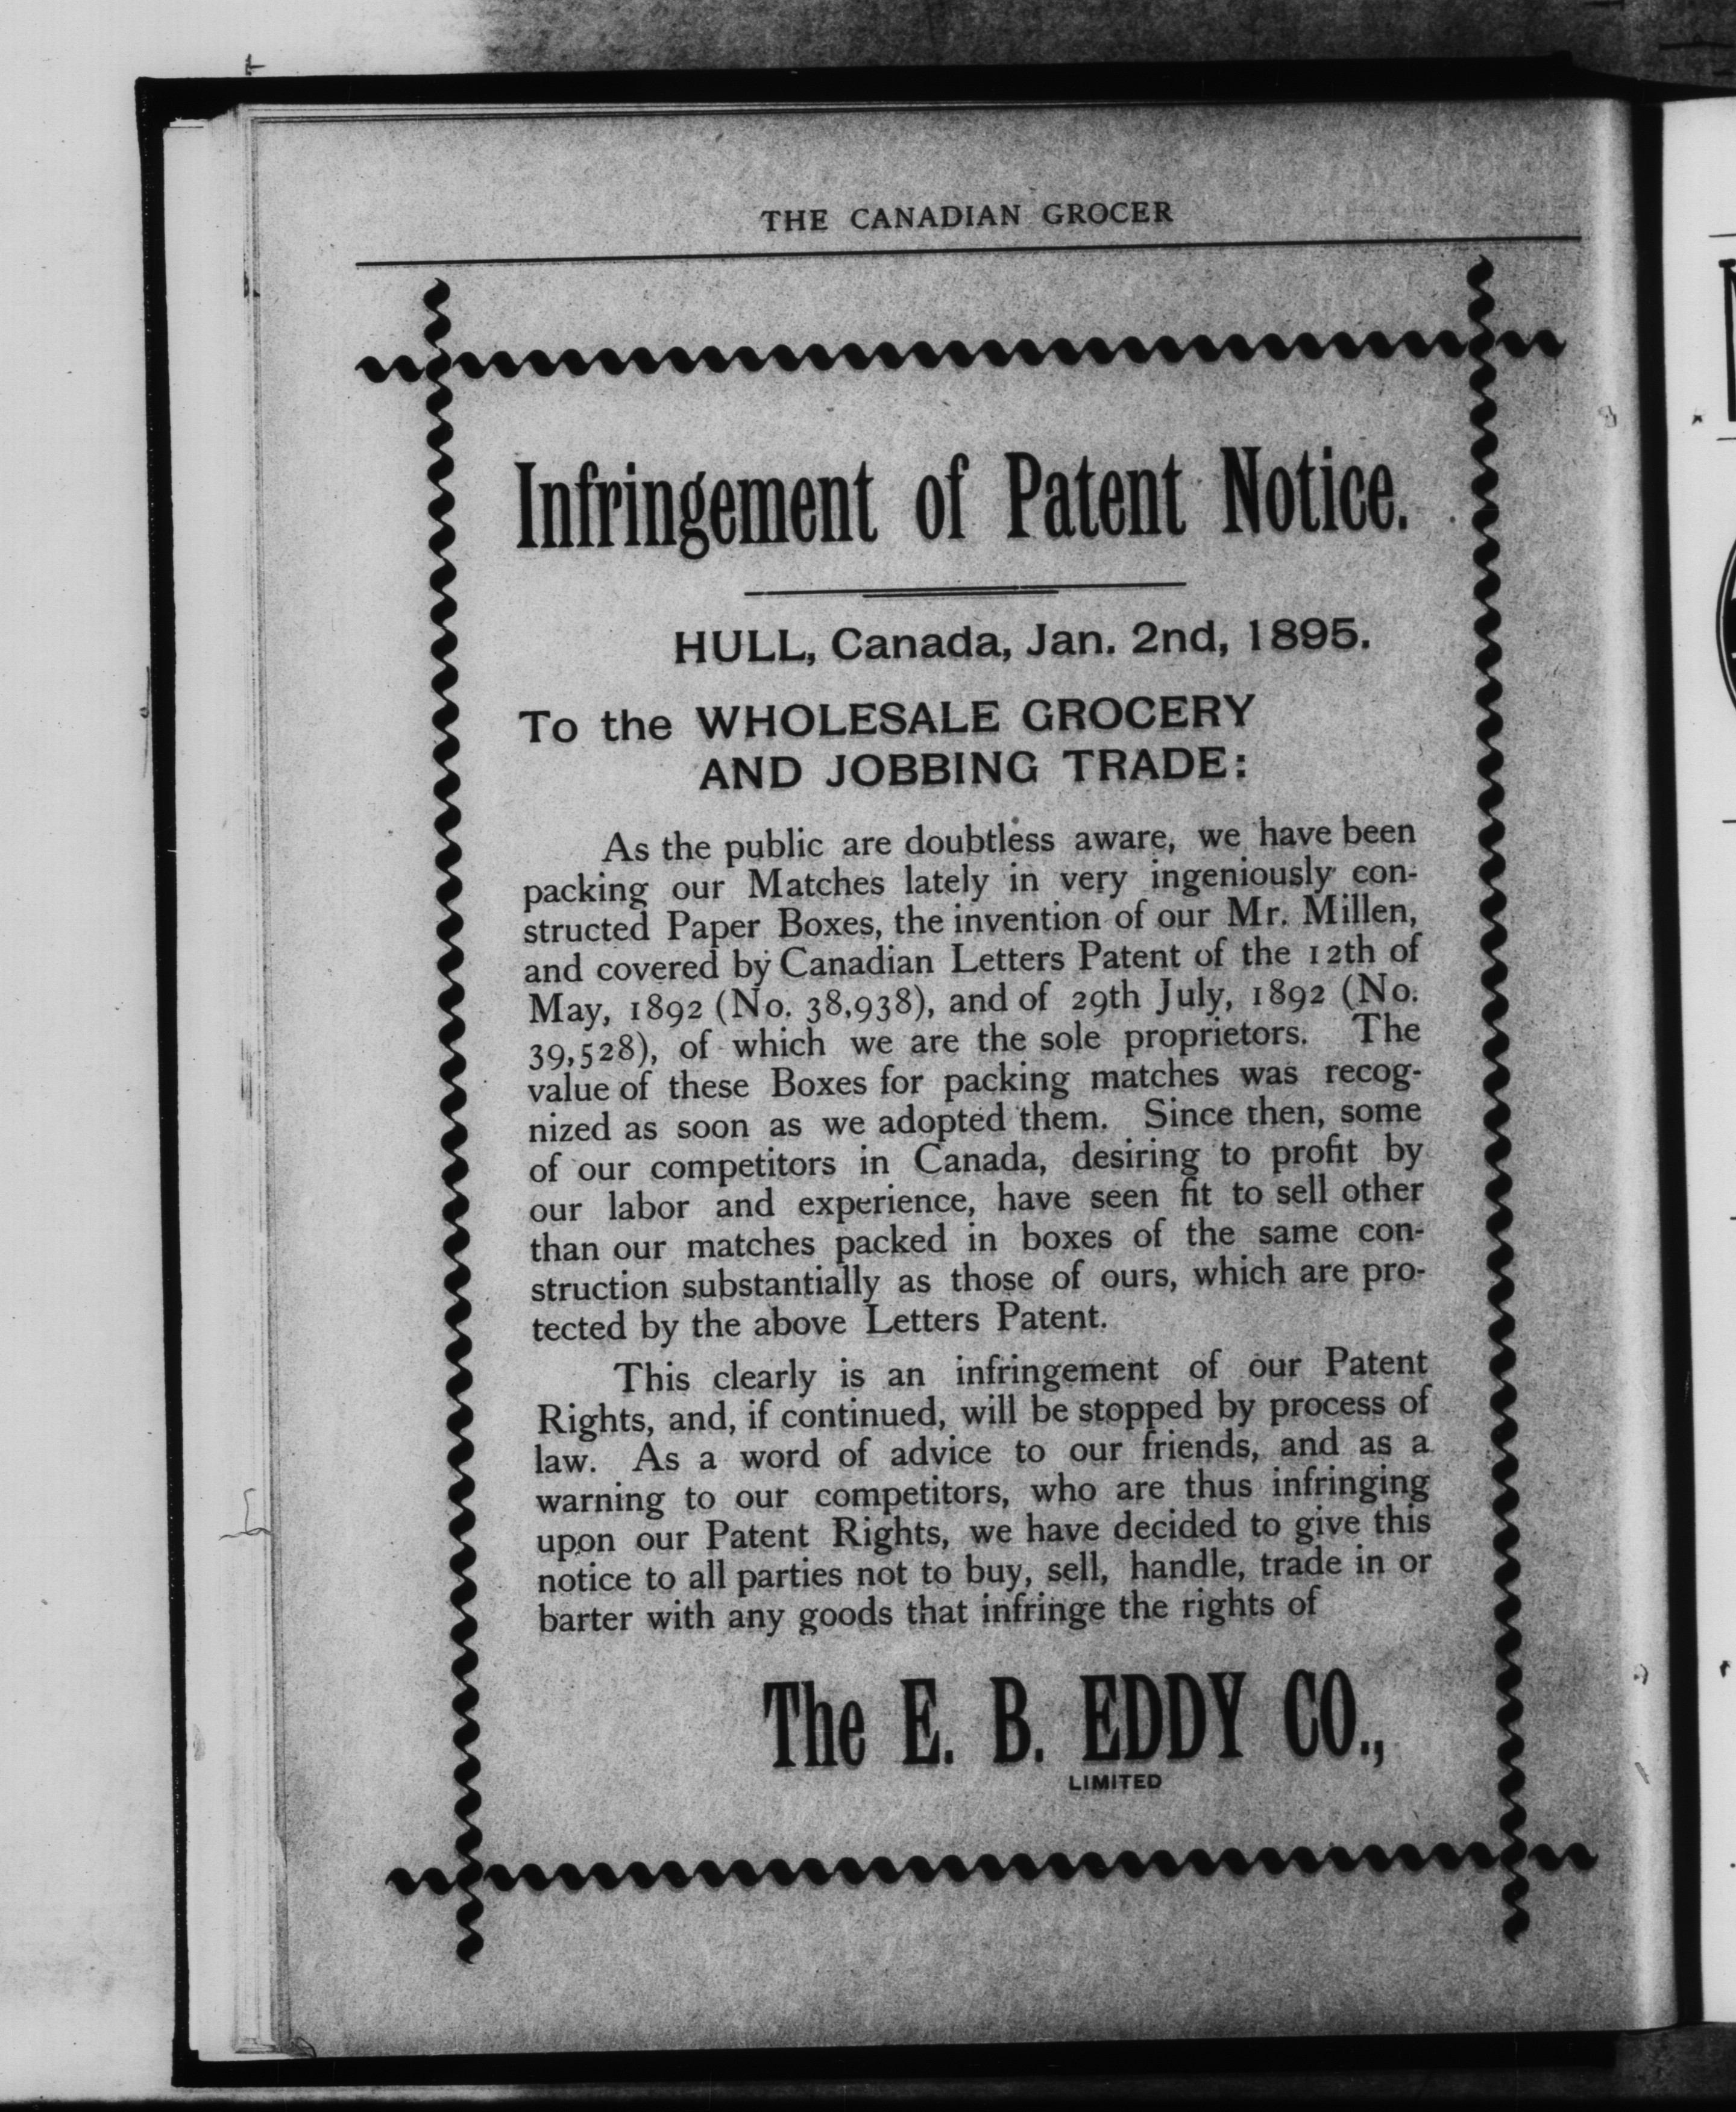 THE CANADIAN GROCER
Infringement of Patent Notice.
HULL, Canada, Jan. 2nd, 1895.
To the WHOLESALE GROCERY
AND JOBBING TRADE:
As the public are doubtless aware, we have been
packing our Matches lately in very ingeniously con-
structed Paper Boxes, the invention of our Mr. Millen,
and covered by Canadian Letters Patent of the 12th of
May, 1892 (No. 38,938), and of 29th July, 1892 (No.
39,528), of which we are the sole proprietors. The
value of these Boxes for packing matches was recog-
nized as soon as we adopted them. Since then, some
of our competitors in Canada, desiring to profit by
our labor and experience, have seen fit to sell other
than our matches packed in boxes of the same con-
struction substantially as those of ours, which are pro-
tected by the above Letters Patent.
This clearly is an infringement of our Patent
Rights, and, if continued, will be stopped by process of
law. As a word of advice to our friends, and as a
warning to our competitors, who are thus infringing
upon our Patent Rights, we have decided to give this
notice to all parties not to buy, sell, handle, trade in or
barter with any goods that infringe the rights of
The E. B. EDDY CO.,
LIMITED